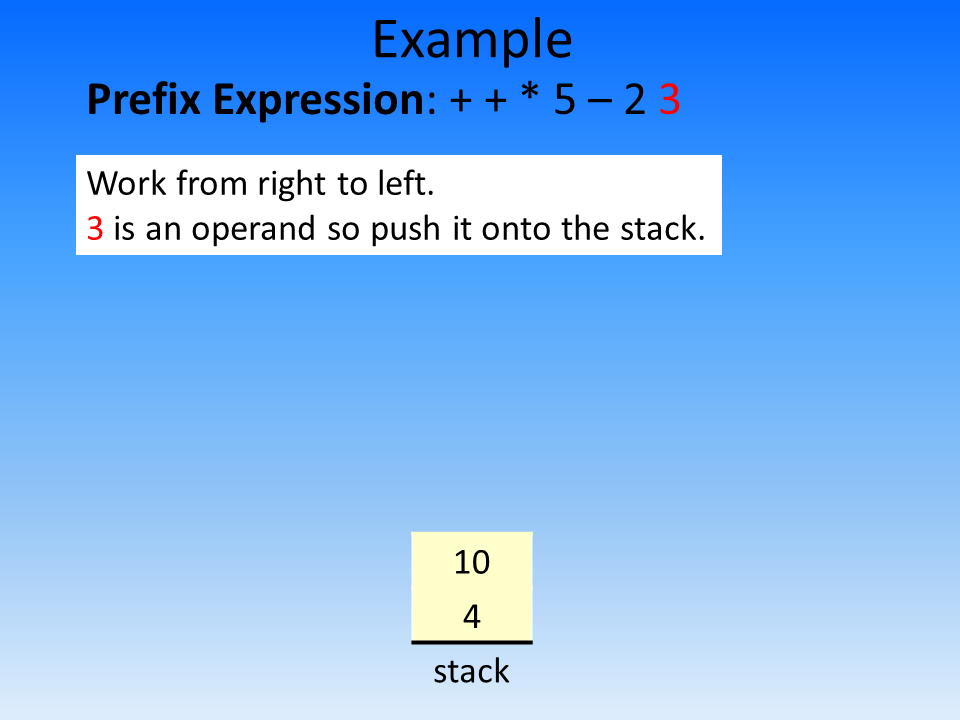 Example
Prefix Expression: + + * 5 – 2 3
Work from right to left.
3 is an operand so push it onto the stack.
10
4
stack